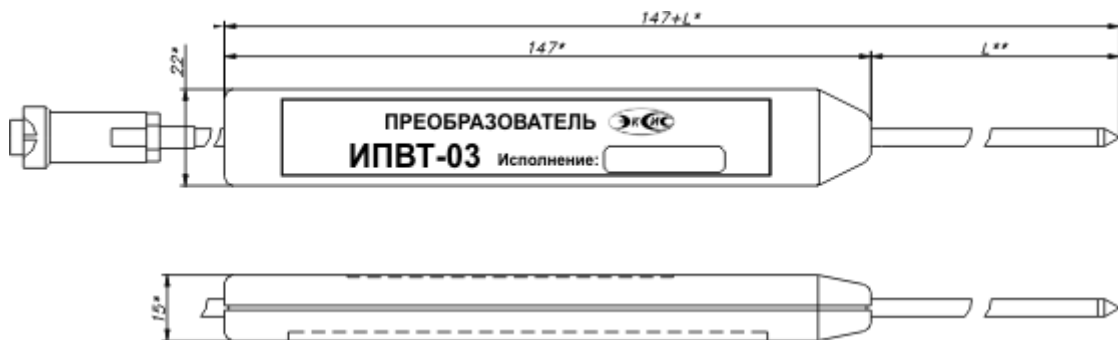 147+L*
147*
L**
22*
ПРЕОБРАЗОВАТЕЛЬ ЭКСИС
ИПВТ-03 Исполнение:
15*